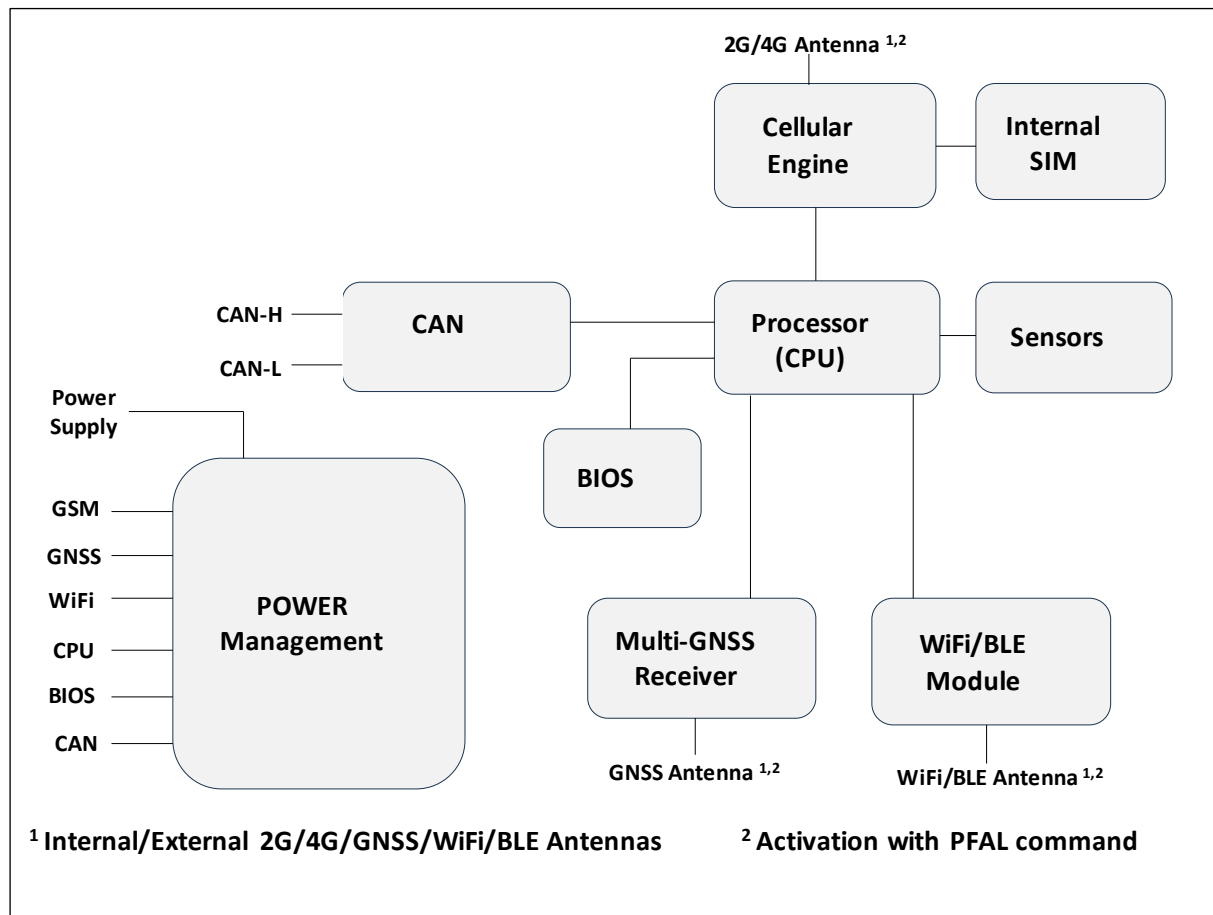 2G/4G Antenna 1,2
Cellular
Engine
Internal
SIM
CAN-H
CAN-L
CAN
Processor
(CPU)
Sensors
Power
Supply
BIOS
GSM
GNSS
WiFi
CPU
BIOS
CAN
POWER
Management
Multi-GNSS
Receiver
WiFi/BLE
Module
GNSS Antenna 1,2
WiFi/BLE Antenna 1,2
1 Internal/External 2G/4G/GNSS/WiFi/BLE Antennas
2 Activation with PFAL command